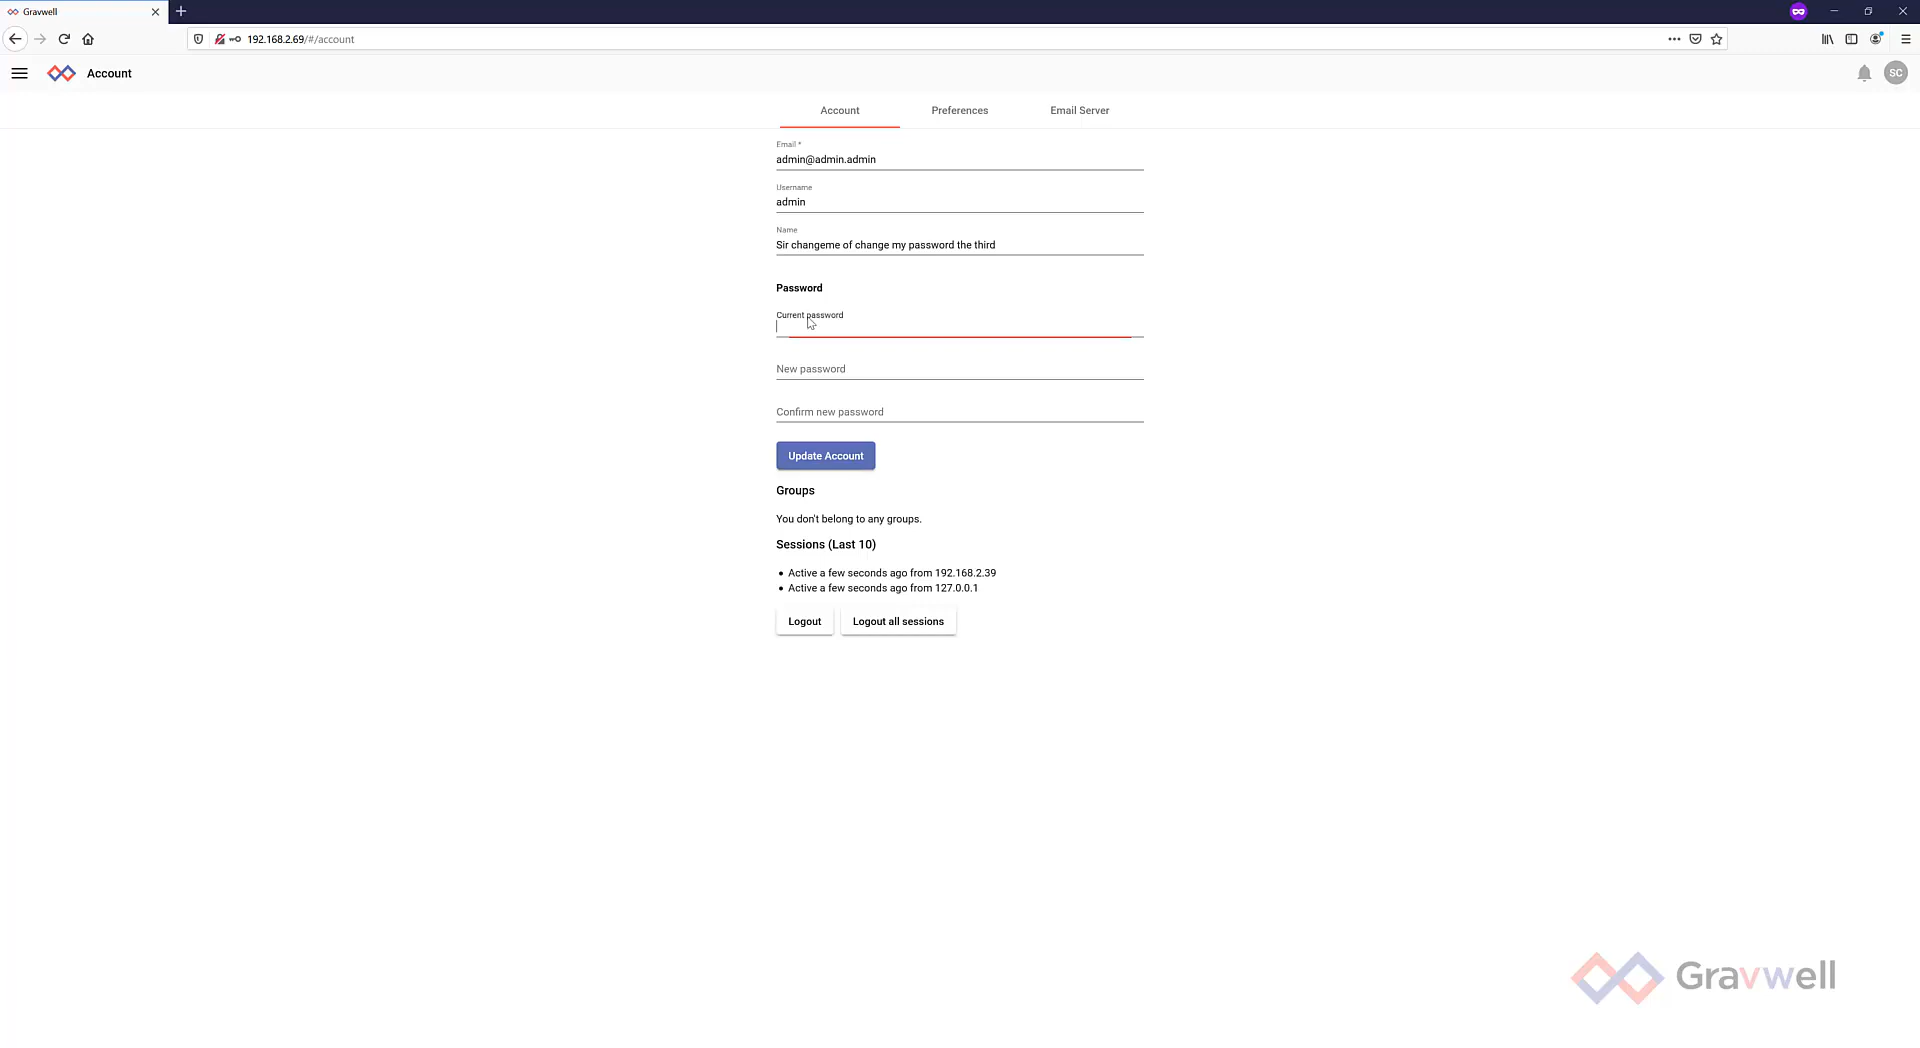 Gravwell
192.168.2.69/#/account
Account
SC
Account
Preferences
Email Server
Email *
admin@admin.admin
Username
admin
Name
Sir changeme of change my password the third
Password
Current password
New password
Confirm new password
Update Account
Groups
You don't belong to any groups.
Sessions (Last 10)
Active a few seconds ago from 192.168.2.39
Active a few seconds ago from 127.0.0.1
Logout
Logout all sessions
Gravwell